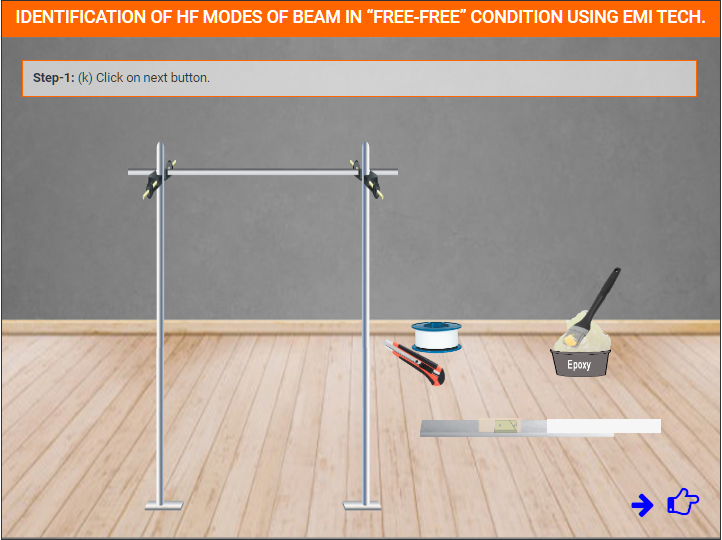 IDENTIFICATION OF HF MODES OF BEAM IN “FREE-FREE” CONDITION USING EMI TECH.
Step-1: (k) Click on next button.
Epoxy